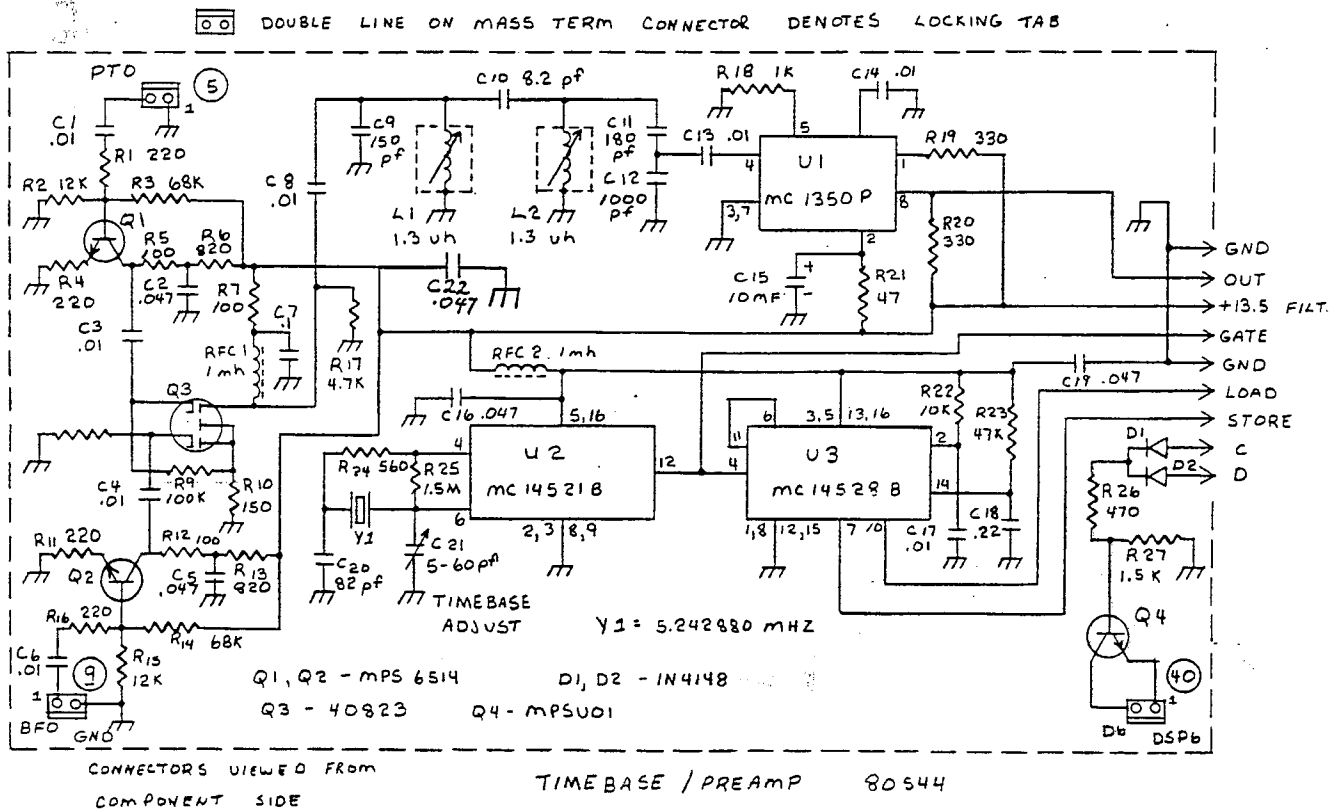 DOUBLE LINE ON MASS TERM CONNECTOR DENOTES LOCKING TAB
PTO
5
1
C1
.01
R1 220
R2 12K
R3 68K
Q1
R4
220
R5
100
R6
820
C2
.047
R7
100
C3
.01
C7
.1
RFC1
1mh
Q3
C8
.01
R17
4.7K
C9
150
pf
C10 8.2 pf
L1
1.3 uh
L2
1.3 uh
C11
180
pf
C12
1000
pf
C13 .01
R18 1K
C14 .01
5
4
U1
1
MC 1350P
8
3,7
2
R19 330
R20
330
C15
10MF
+
-
R21
47
C22
.047
GND
OUT
+13.5 FILT.
GATE
GND
LOAD
STORE
C
D
RFC2 .1mh
C16 .047
5,16
4
U2
12
MC 14521B
6
2,3
8,9
R24 560
R25
1.5M
Y1
C20
82 pf
C21
5-60pf
TIMEBASE
ADJUST
6
3,5
13,16
11
4
U3
2
MC 14528B
14
1,8
12,15
7
10
R22
10K
R23
47K
C17
.01
C18
.22
C19 .047
D1
D2
R26
470
R27
1.5K
Q4
40
1
D6
DSP6
C4
.01
R9
100K
R10
150
R11 220
R12 100
Q2
C5
.047
R13
820
R16 220
R14 68K
C6
.01
9
R15
12K
1
BFO
GND
Y1 = 5.242880 MHZ
Q1, Q2 - MPS 6514
D1, D2 - 1N4148
Q3 - 40823
Q4 - MPSU01
CONNECTORS VIEWED FROM
COMPONENT SIDE
TIMEBASE / PREAMP 80544